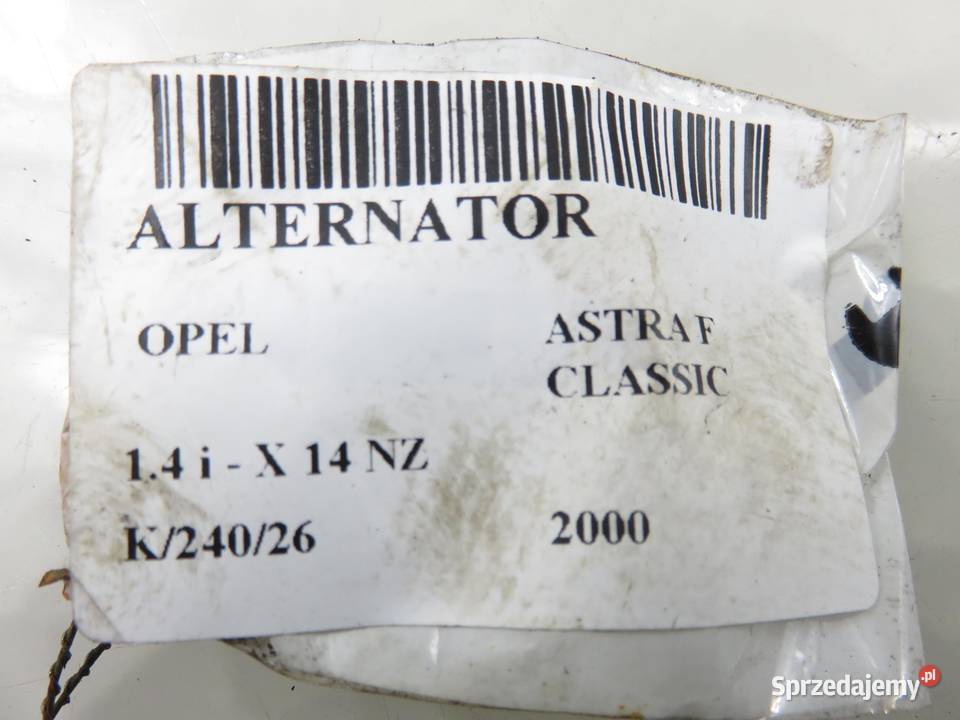 ALTERNATOR
OPEL ASTRA F
CLASSIC
1.4 i - X 14 NZ
K/240/26 2000
Sprzedajemy.pl